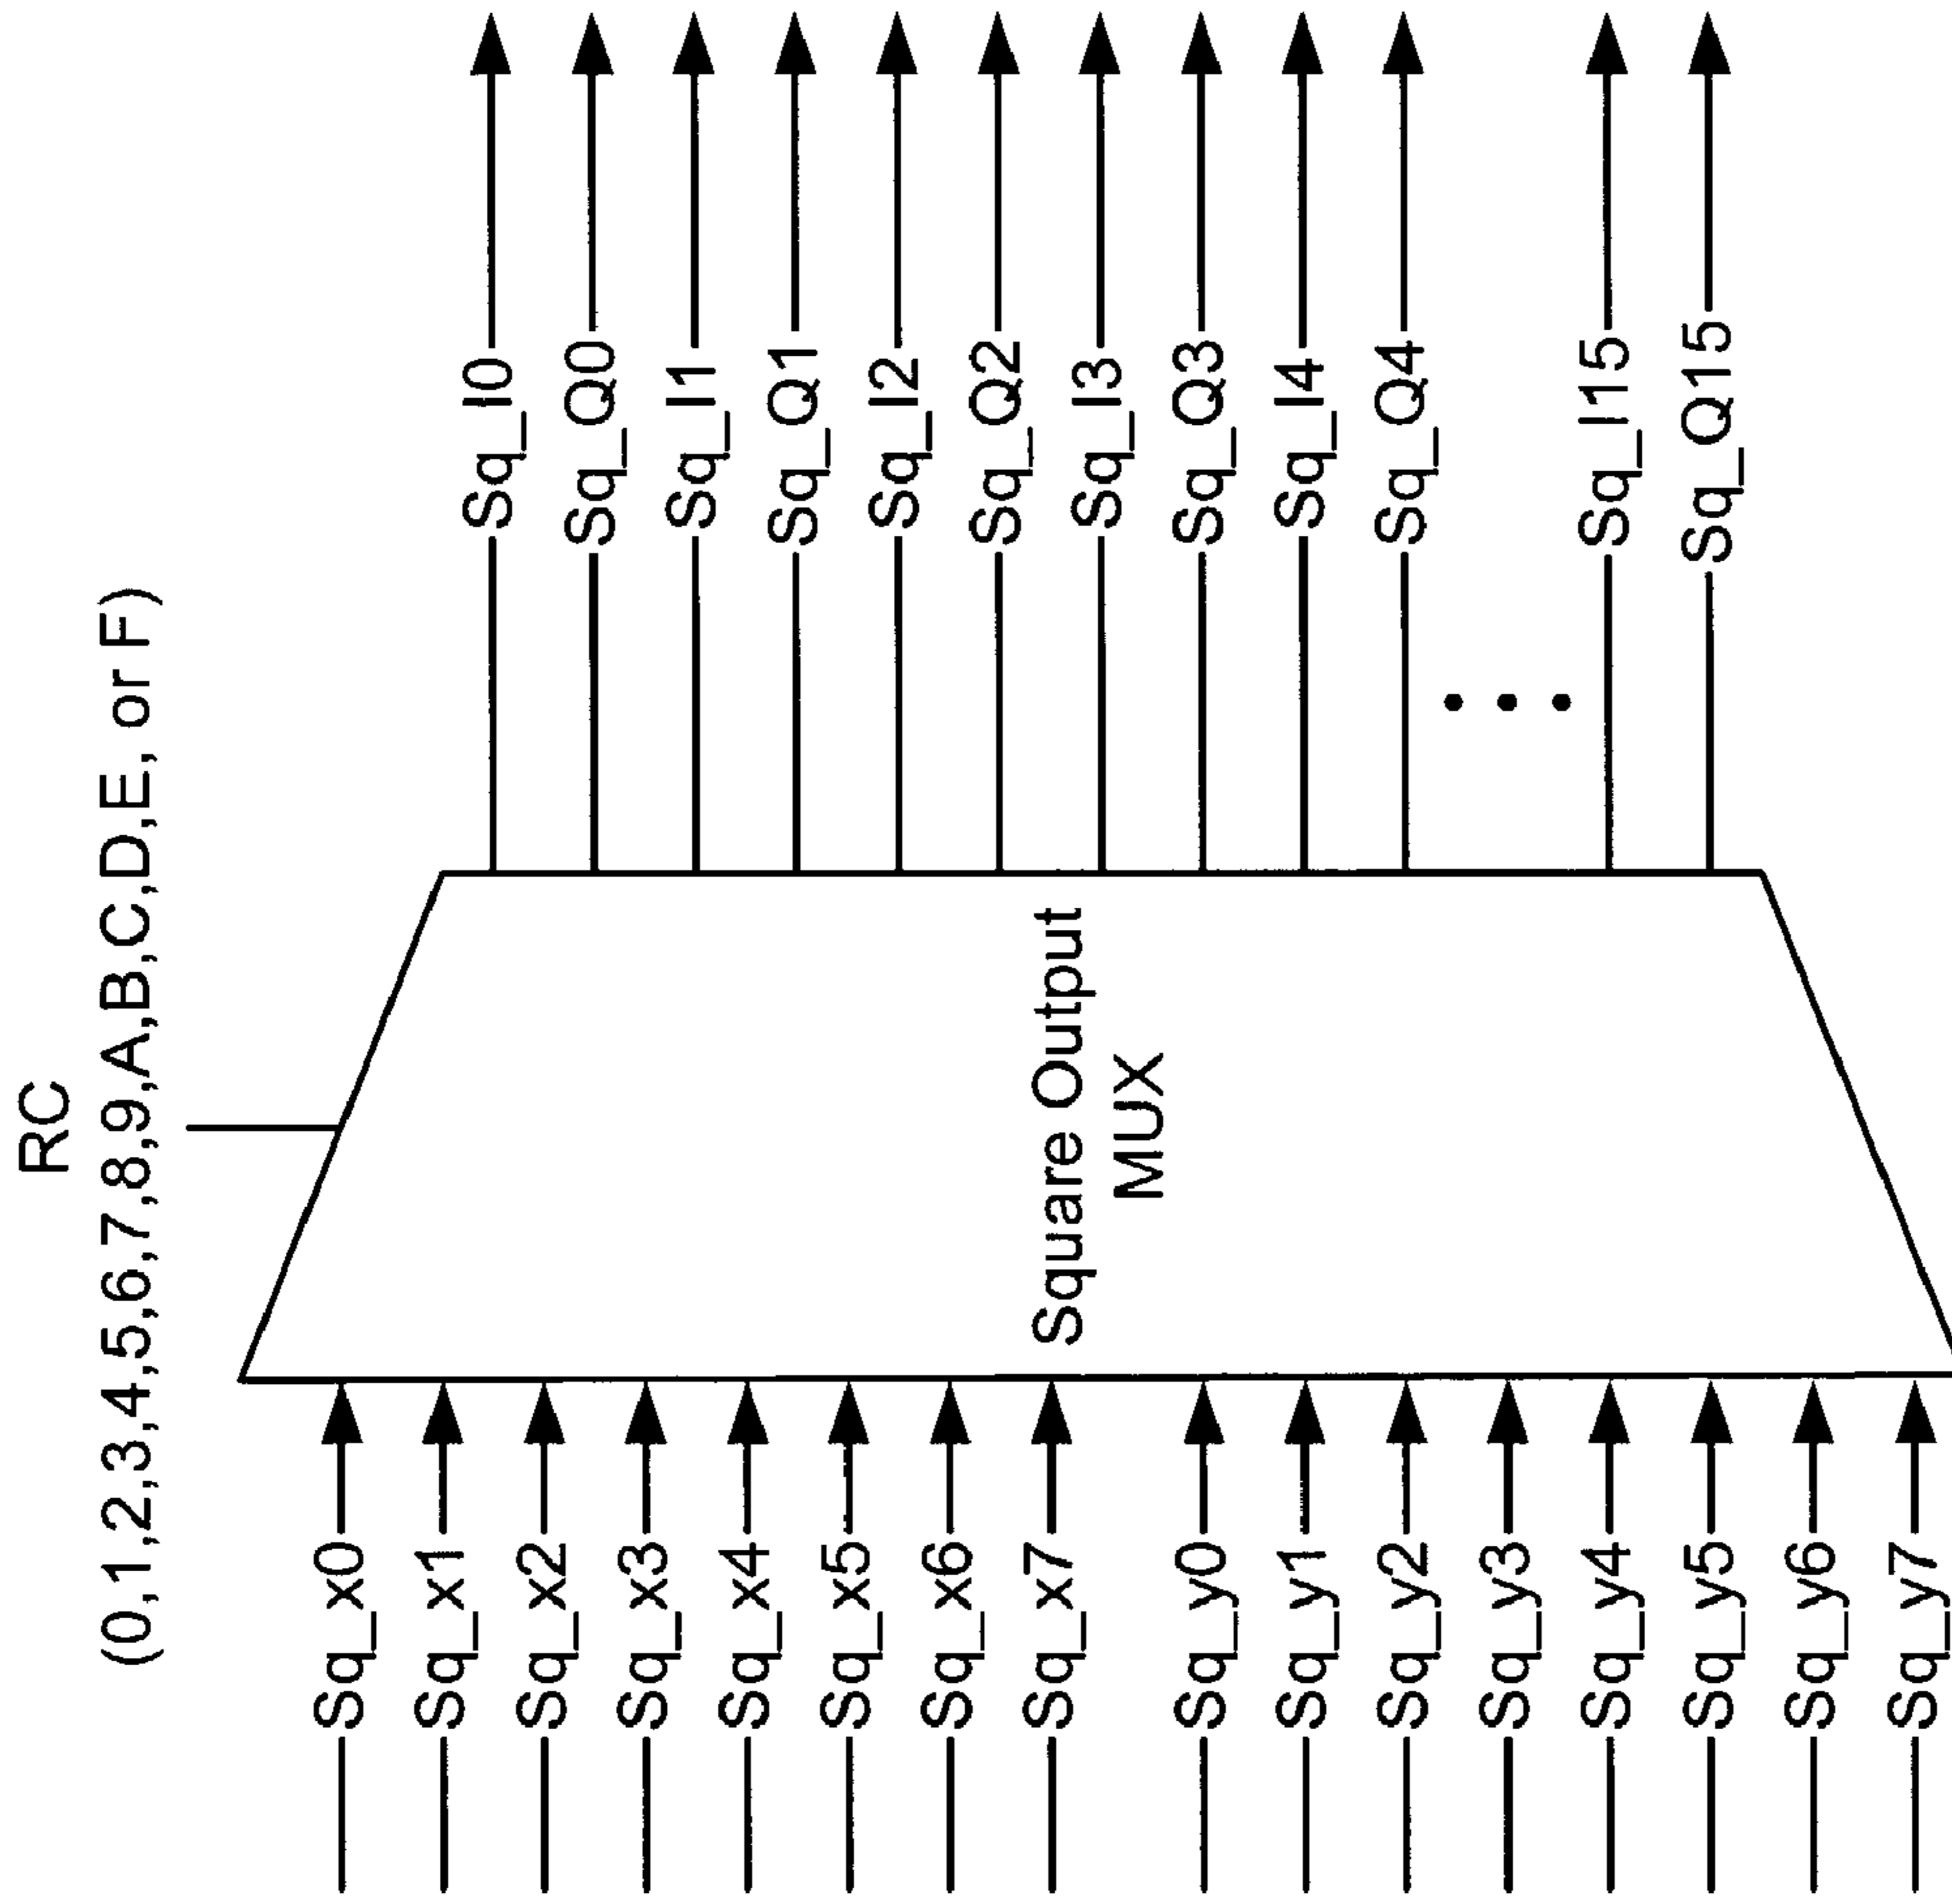 RC
(0,1,2,3,4,5,6,7,8,9,A,B,C,D,E, or F)
Sq_x0
Sq_x1
Sq_x2
Sq_x3
Sq_x4
Sq_x5
Sq_x6
Sq_x7
Sq_y0
Sq_y1
Sq_y2
Sq_y3
Sq_y4
Sq_y5
Sq_y6
Sq_y7
Square Output
MUX
Sq_I0
Sq_Q0
Sq_I1
Sq_Q1
Sq_I2
Sq_Q2
Sq_I3
Sq_Q3
Sq_I4
Sq_Q4
Sq_I15
Sq_Q15